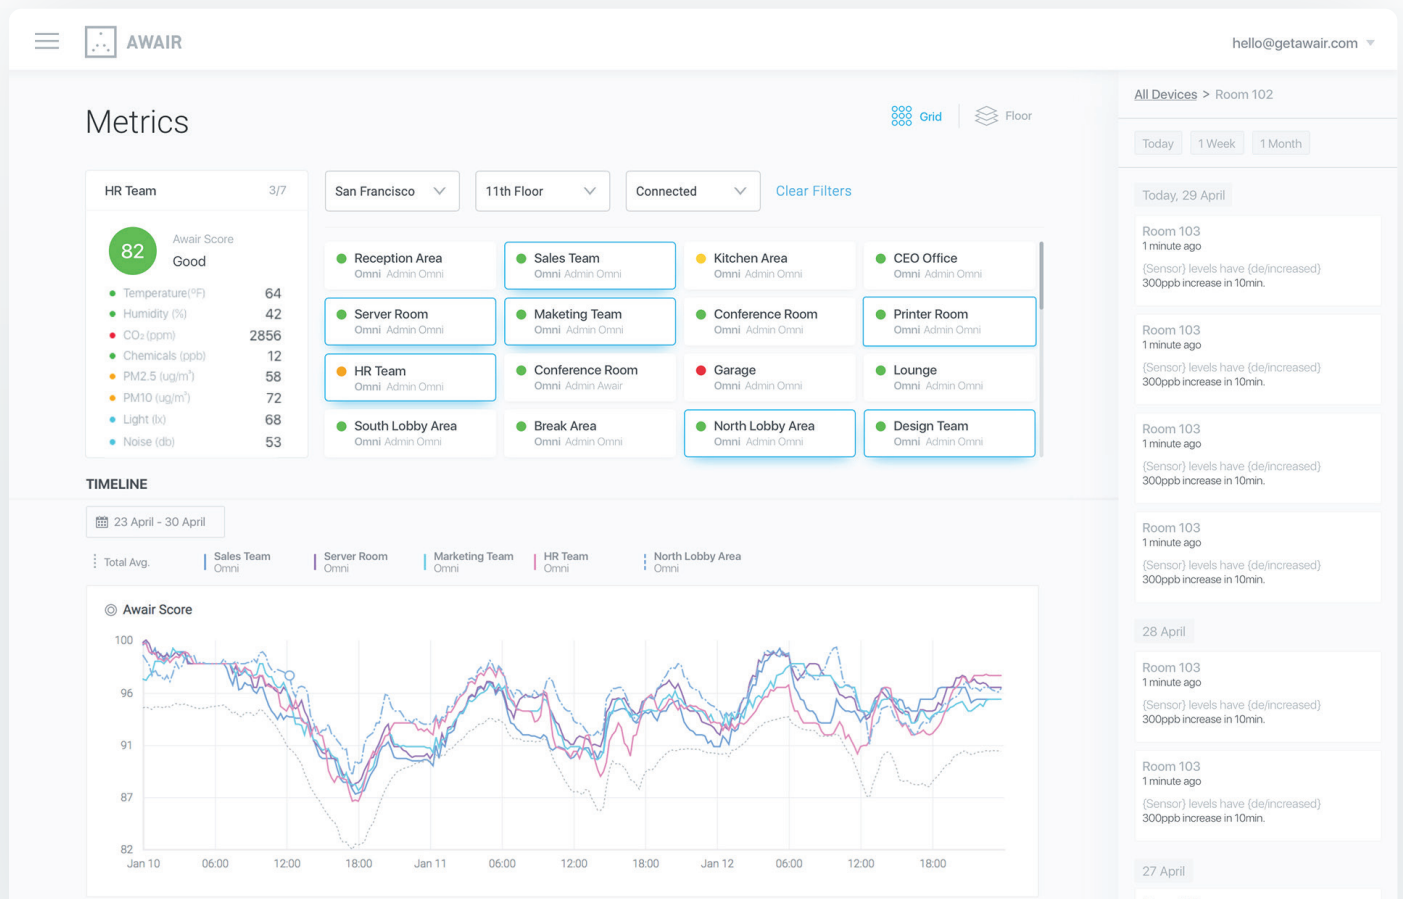 AWAIR
hello@getawair.com
Metrics
Grid
Floor
HR Team
3/7
82
Awair Score
Good
Temperature(°F) 64
Humidity (%) 42
CO₂ (ppm) 2856
Chemicals (ppb) 12
PM2.5 (ug/m³) 58
PM10 (ug/m³) 72
Light (lx) 68
Noise (db) 53
San Francisco
11th Floor
Connected
Clear Filters
Reception Area
Omni Admin Omni
Sales Team
Omni Admin Omni
Kitchen Area
Omni Admin Omni
CEO Office
Omni Admin Omni
Server Room
Omni Admin Omni
Maketing Team
Omni Admin Omni
Conference Room
Omni Admin Omni
Printer Room
Omni Admin Omni
HR Team
Omni Admin Omni
Conference Room
Omni Admin Awair
Garage
Omni Admin Omni
Lounge
Omni Admin Omni
South Lobby Area
Omni Admin Omni
Break Area
Omni Admin Omni
North Lobby Area
Omni Admin Omni
Design Team
Omni Admin Omni
TIMELINE
23 April - 30 April
Total Avg.
Sales Team
Omni
Server Room
Omni
Marketing Team
Omni
HR Team
Omni
North Lobby Area
Omni
Awair Score
100
96
91
87
82
Jan 10 06:00 12:00 18:00 Jan 11 06:00 12:00 18:00 Jan 12 06:00 12:00 18:00
All Devices > Room 102
Today
1 Week
1 Month
Today, 29 April
Room 103
1 minute ago
{Sensor} levels have {de/increased}
300ppb increase in 10min.
Room 103
1 minute ago
{Sensor} levels have {de/increased}
300ppb increase in 10min.
Room 103
1 minute ago
{Sensor} levels have {de/increased}
300ppb increase in 10min.
Room 103
1 minute ago
{Sensor} levels have {de/increased}
300ppb increase in 10min.
28 April
Room 103
1 minute ago
{Sensor} levels have {de/increased}
300ppb increase in 10min.
Room 103
1 minute ago
{Sensor} levels have {de/increased}
300ppb increase in 10min.
27 April